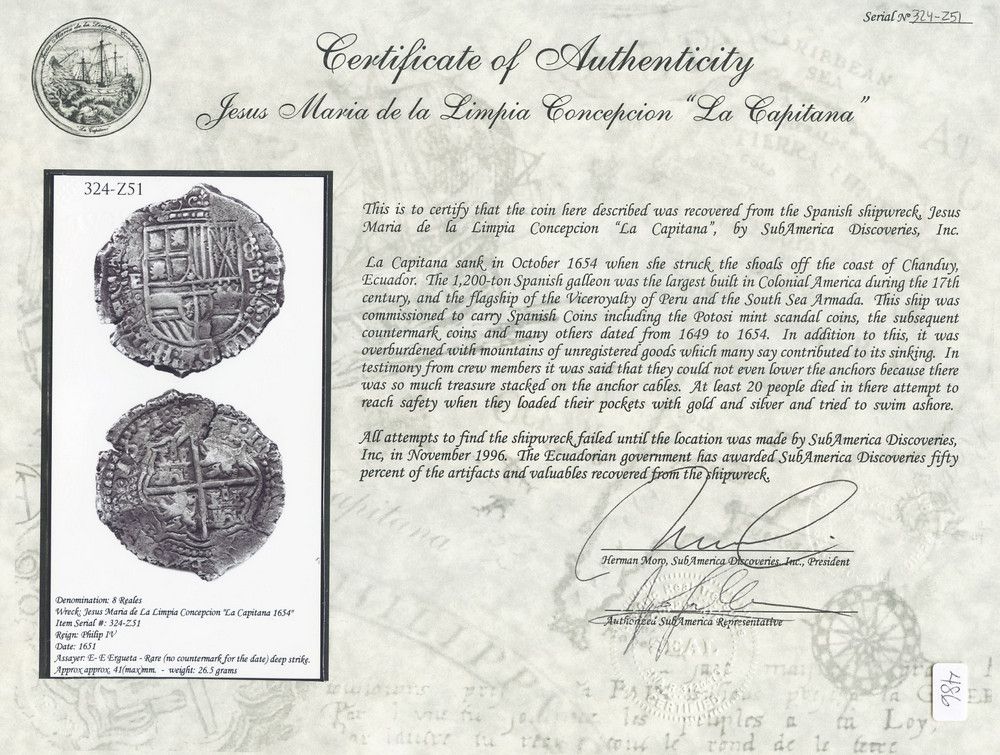 Serial Nº 324-Z51
Certificate of Authenticity
Jesus Maria de la Limpia Concepcion "La Capitana"
324-Z51
This is to certify that the coin here described was recovered from the Spanish shipwreck, Jesus
Maria de la Limpia Concepcion "La Capitana", by SubAmerica Discoveries, Inc.
La Capitana sank in October 1654 when she struck the shoals off the coast of Chanduy,
Ecuador. The 1,200-ton Spanish galleon was the largest built in Colonial America during the 17th
century, and the flagship of the Viceroyalty of Peru and the South Sea Armada. This ship was
commissioned to carry Spanish Coins including the Potosi mint scandal coins, the subsequent
countermark coins and many others dated from 1649 to 1654. In addition to this, it was
overburdened with mountains of unregistered goods which many say contributed to its sinking. In
testimony from crew members it was said that they could not even lower the anchors because there
was so much treasure stacked on the anchor cables. At least 20 people died in there attempt to
reach safety when they loaded their pockets with gold and silver and tried to swim ashore.
All attempts to find the shipwreck failed until the location was made by SubAmerica Discoveries,
Inc, in November 1996. The Ecuadorian government has awarded SubAmerica Discoveries fifty
percent of the artifacts and valuables recovered from the shipwreck.
Herman Moro, SubAmerica Discoveries, Inc., President
Authorized SubAmerica Representative
Denomination: 8 Reales
Wreck: Jesus Maria de La Limpia Concepcion "La Capitana 1654"
Item Serial #: 324-Z51
Reign: Philip IV
Date: 1651
Assayer: E- E Ergueta - Rare (no countermark for the date) deep strike.
Approx approx. 41(max)mm. - weight: 26.5 grams
486